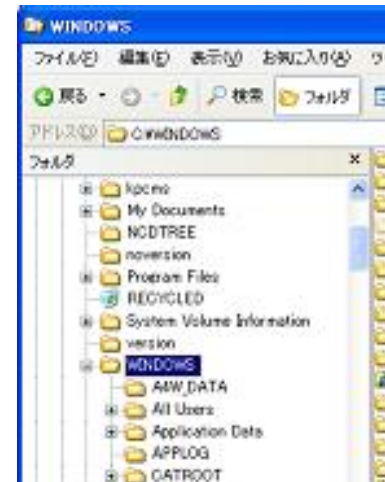 WINDOWS
ファイル(F) 編集(E) 表示(V) お気に入り(A)
戻る 検索 フォルダ
アドレス(D) C:¥WINDOWS
フォルダ ×
kpcms
My Documents
NCDTREE
noversion
Program Files
RECYCLED
System Volume Information
version
WINDOWS
A4W_DATA
All Users
Application Data
APPLOG
CATROOT